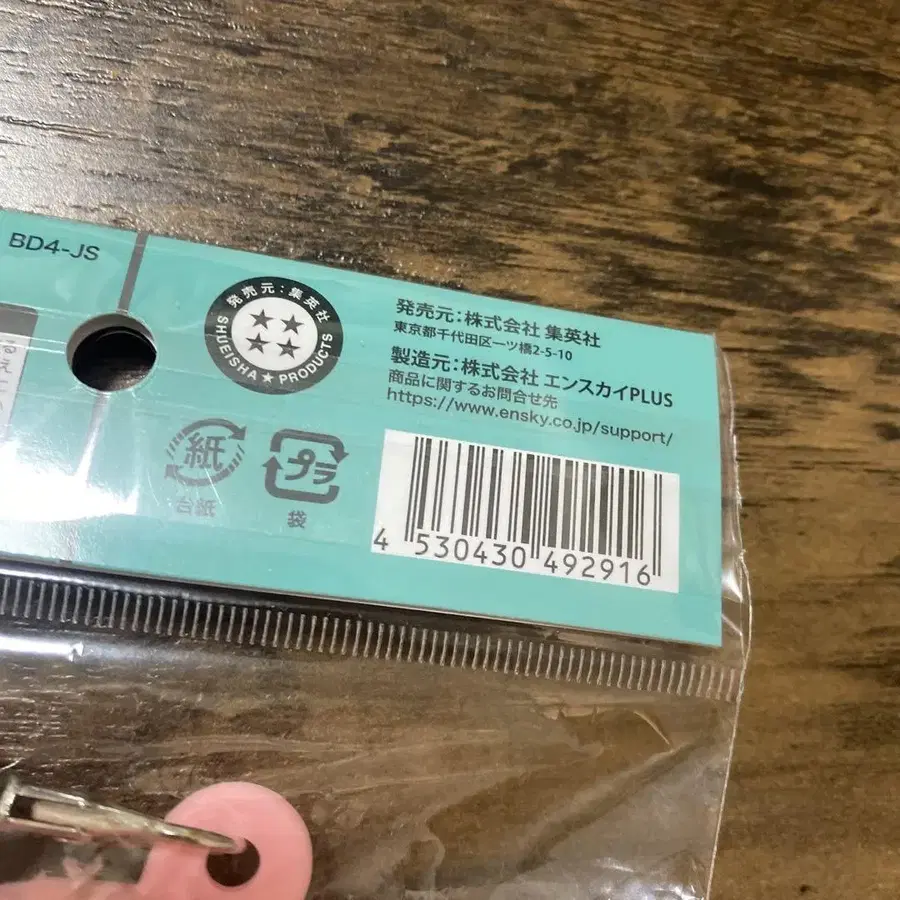 BD4-JS
発売元:集英社
SHUEISHA★PRODUCTS
発売元:株式会社 集英社
東京都千代田区一ツ橋2-5-10
製造元:株式会社 エンスカイPLUS
商品に関するお問合せ先
https://www.ensky.co.jp/support/
紙
台紙
プラ
袋
4 530430 492916